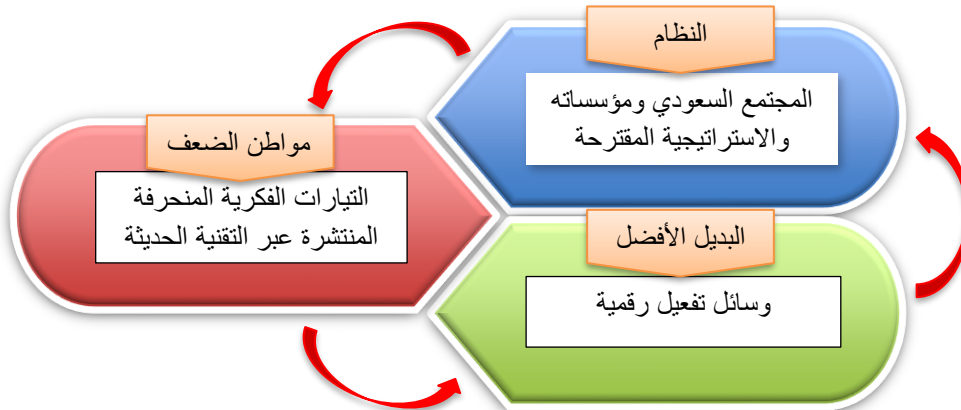 النظام
المجتمع السعودي ومؤسساته
والاستراتيجية المقترحة
مواطن الضعف
التيارات الفكرية المنحرفة
المنتشرة عبر التقنية الحديثة
البديل الأفضل
وسائل تفعيل رقمية